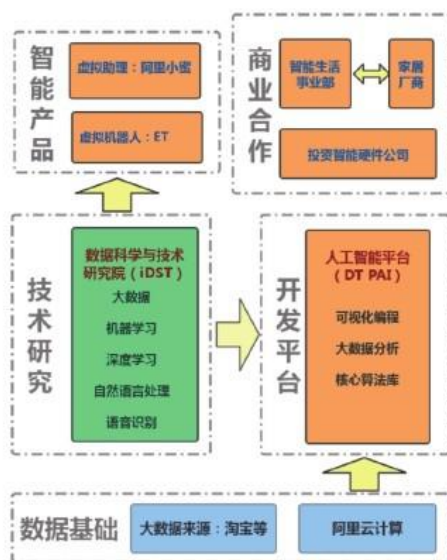 智能产品
虚拟助理：阿里小蜜
虚拟机器人：ET
商业合作
智能生活
事业部
家居
厂商
投资智能硬件公司
技术研究
数据科学与技术
研究院（iDST）
大数据
机器学习
深度学习
自然语言处理
语音识别
开发平台
人工智能平台
（DT PAI）
可视化编程
大数据分析
核心算法库
数据基础
大数据来源：淘宝等
阿里云计算